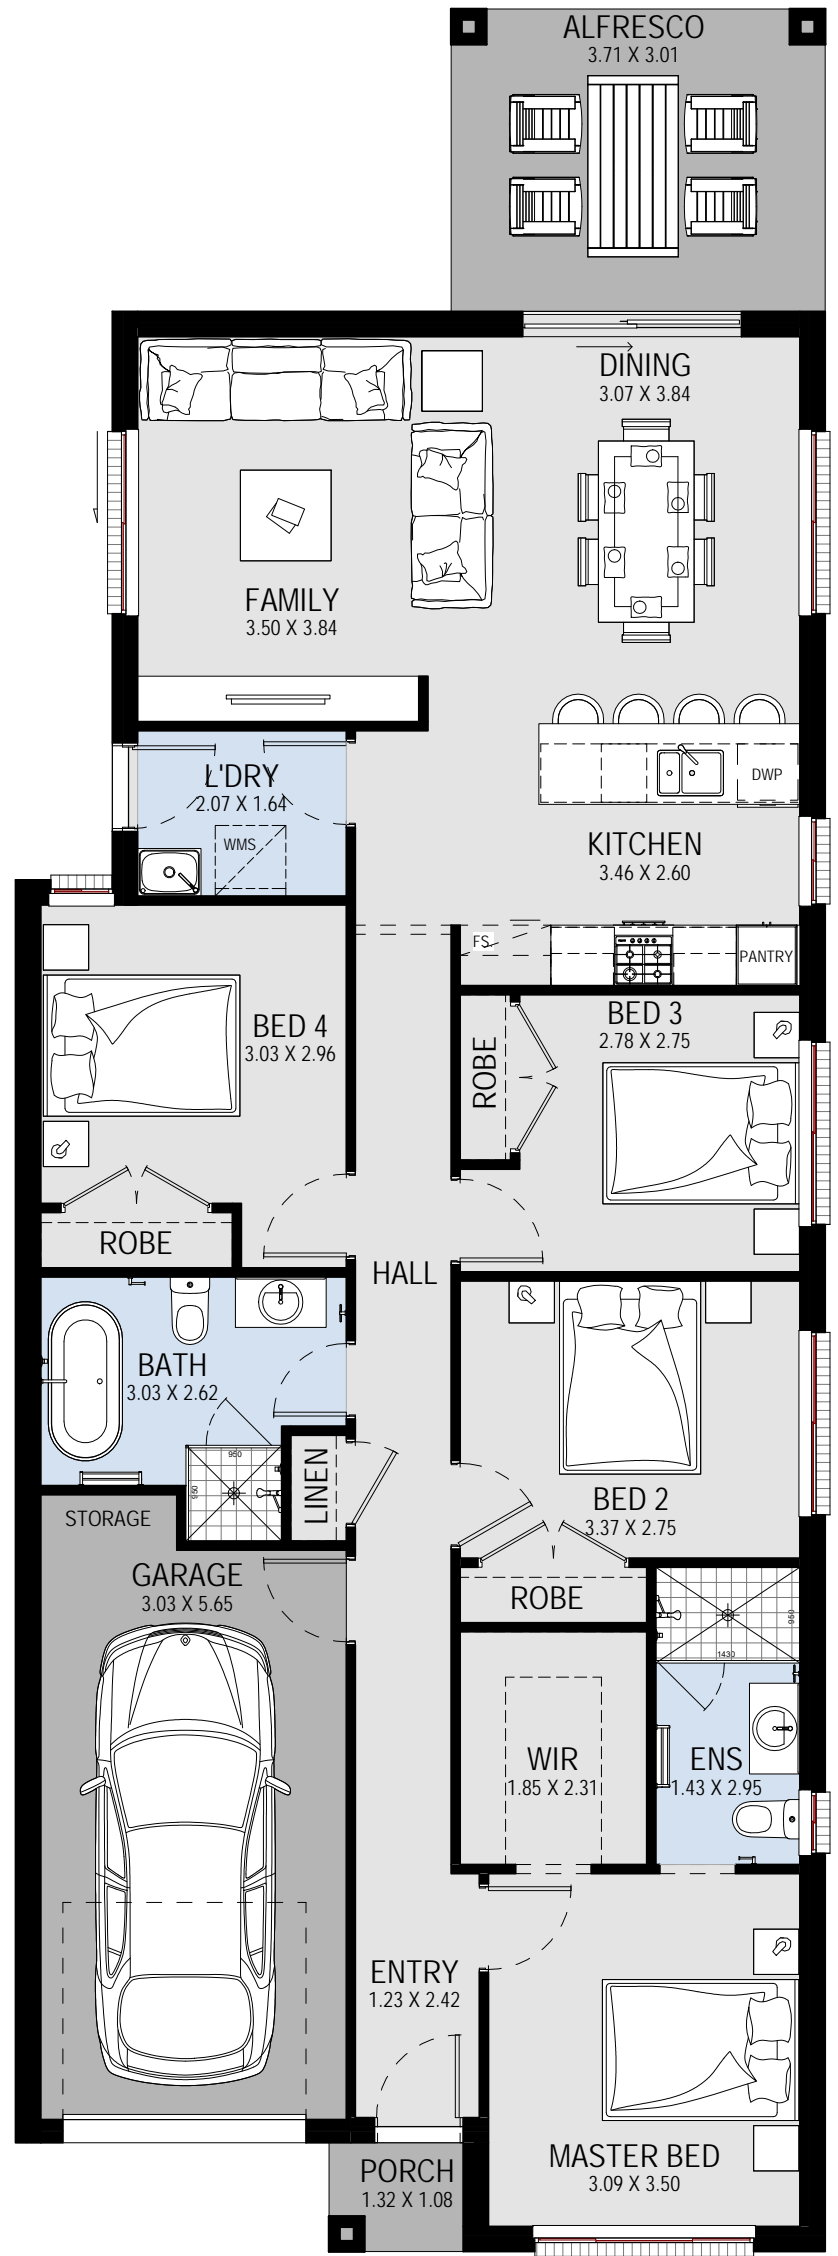 ALFRESCO
3.71 X 3.01
DINING
3.07 X 3.84
FAMILY
3.50 X 3.84
L'DRY
2.07 X 1.64
WMS
DWP
KITCHEN
3.46 X 2.60
FS.
PANTRY
BED 4
3.03 X 2.96
ROBE
BED 3
2.78 X 2.75
ROBE
HALL
BATH
3.03 X 2.62
950
950
LINEN
BED 2
3.37 X 2.75
ROBE
STORAGE
GARAGE
3.03 X 5.65
950
1430
WIR
1.85 X 2.31
ENS
1.43 X 2.95
ENTRY
1.23 X 2.42
MASTER BED
3.09 X 3.50
PORCH
1.32 X 1.08